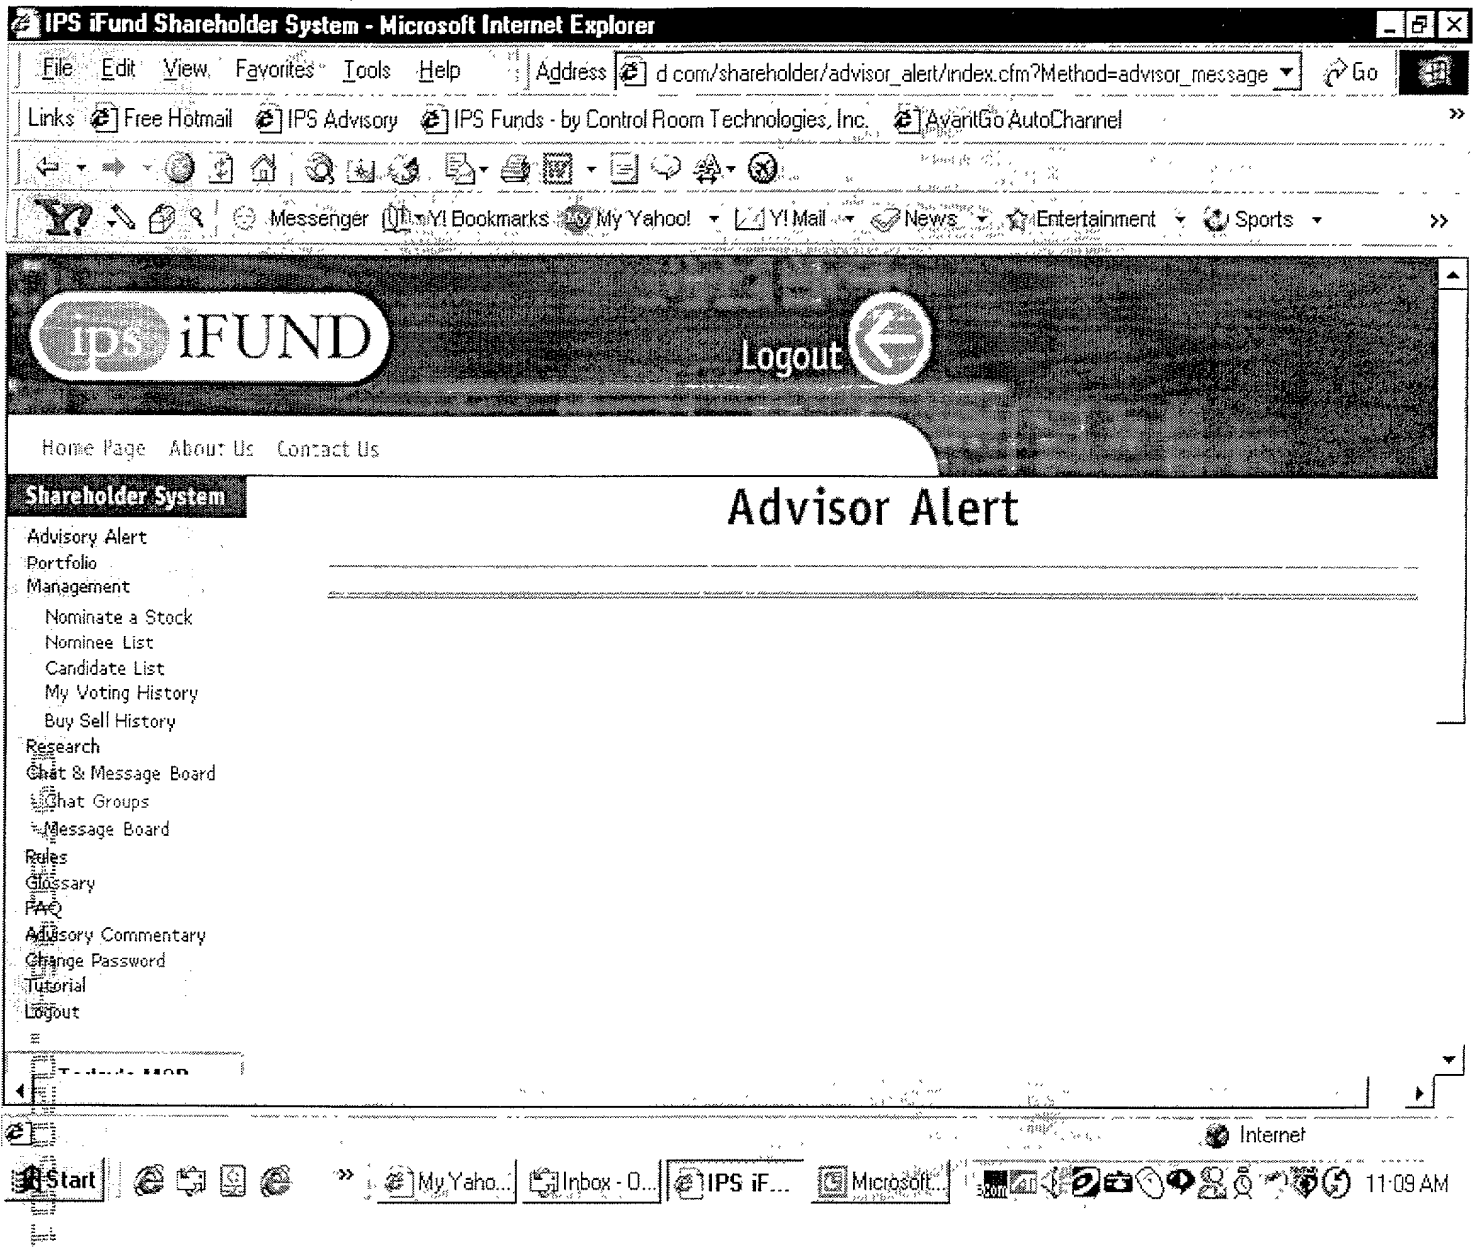 IPS iFund Shareholder System - Microsoft Internet Explorer
File Edit View Favorites Tools Help Address d com/shareholder/advisor_alert/index.cfm?Method=advisor_message Go
Links Free Hotmail IPS Advisory IPS Funds - by Control Room Technologies, Inc. AvantGo AutoChannel »
Y? Messenger Y! Bookmarks My Yahoo! Y! Mail News Entertainment Sports »
ips iFUND
Logout
Home Page About Us Contact Us
Shareholder System
Advisor Alert
Advisory Alert
Portfolio
Management
Nominate a Stock
Nominee List
Candidate List
My Voting History
Buy Sell History
Research
Chat & Message Board
Chat Groups
Message Board
Rules
Glossary
FAQ
Advisory Commentary
Change Password
Tutorial
Logout
Internet
Start » My Yaho... Inbox - O... IPS iF... Microsoft... 11:09 AM